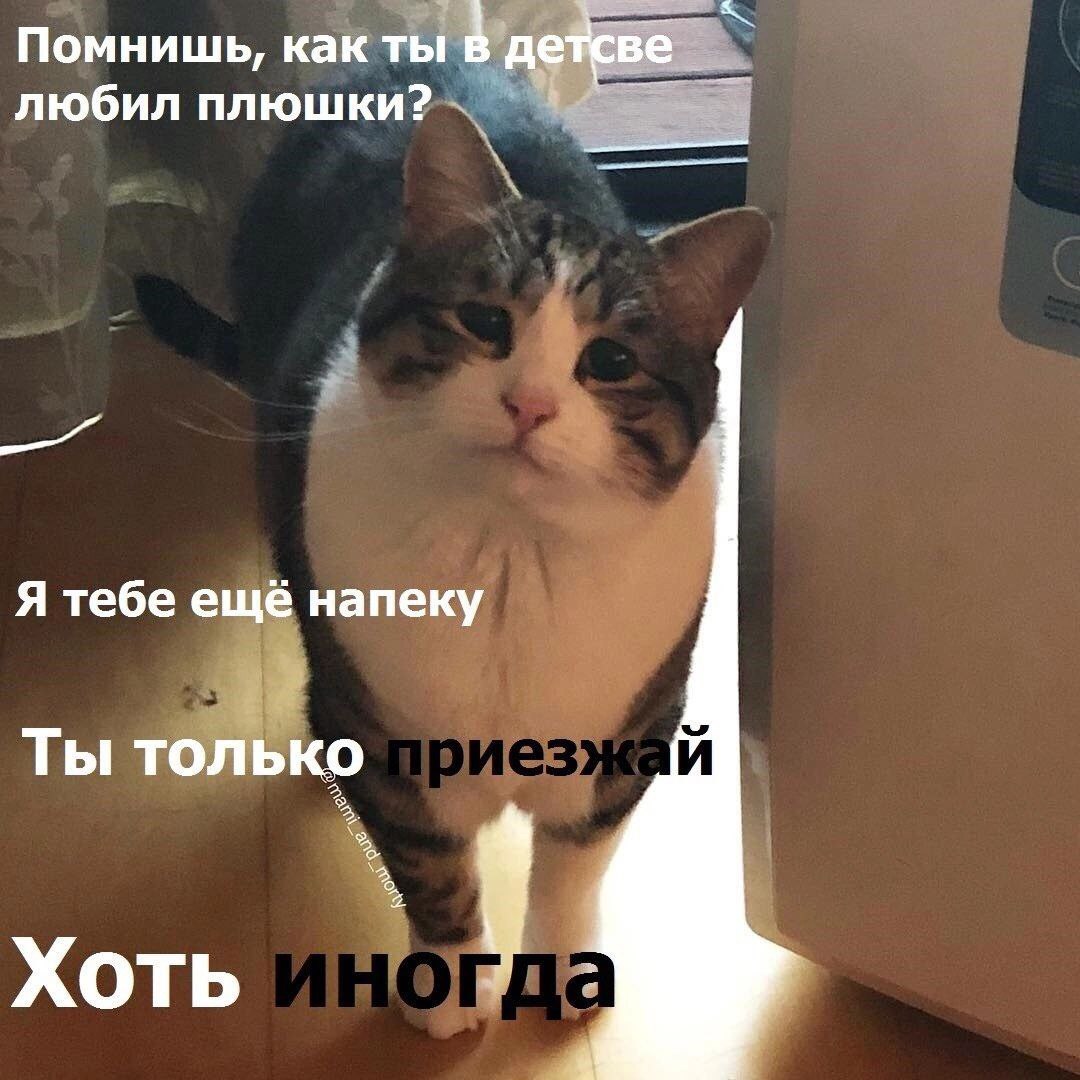 Помнишь, как ты в детсве
любил плюшки?
Я тебе ещё напеку
Ты только приезжай
@mami_and_morty
Хоть иногда